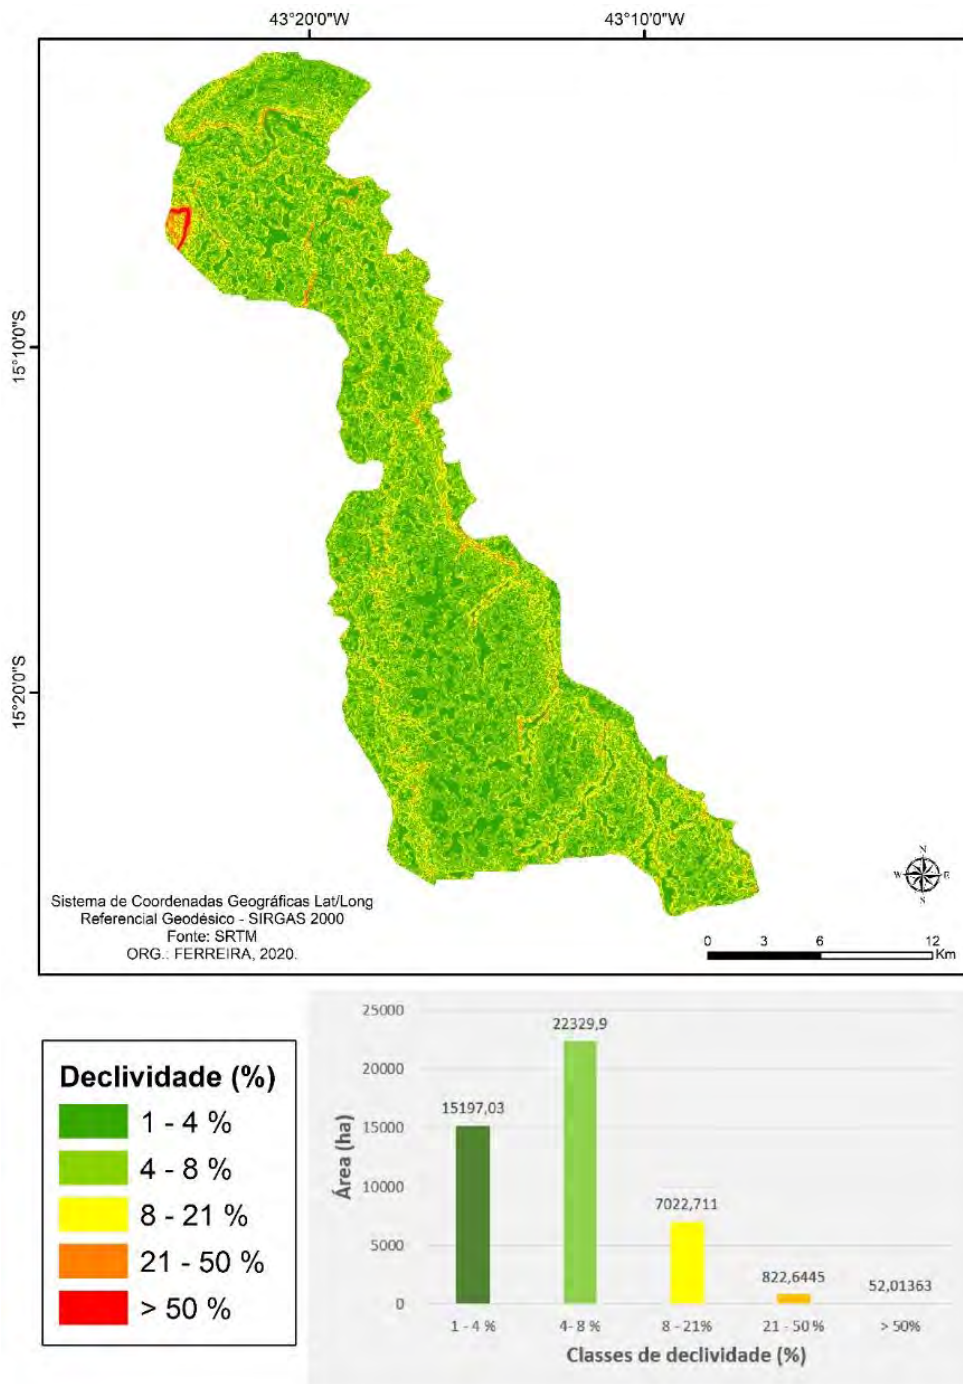 43°20'0"W
43°10'0"W
15°10'0"S
15°20'0"S
N
W E
S
Sistema de Coordenadas Geográficas Lat/Long
Referencial Geodésico - SIRGAS 2000
Fonte: SRTM
ORG.: FERREIRA, 2020.
0 3 6 12
Km
Declividade (%)
1 - 4 %
4 - 8 %
8 - 21 %
21 - 50 %
> 50 %
Área (ha)
25000
20000
15000
10000
5000
0
15197,03
22329,9
7022,711
822,6445
52,01363
1 - 4 %
4- 8 %
8 - 21%
21 - 50 %
> 50%
Classes de declividade (%)